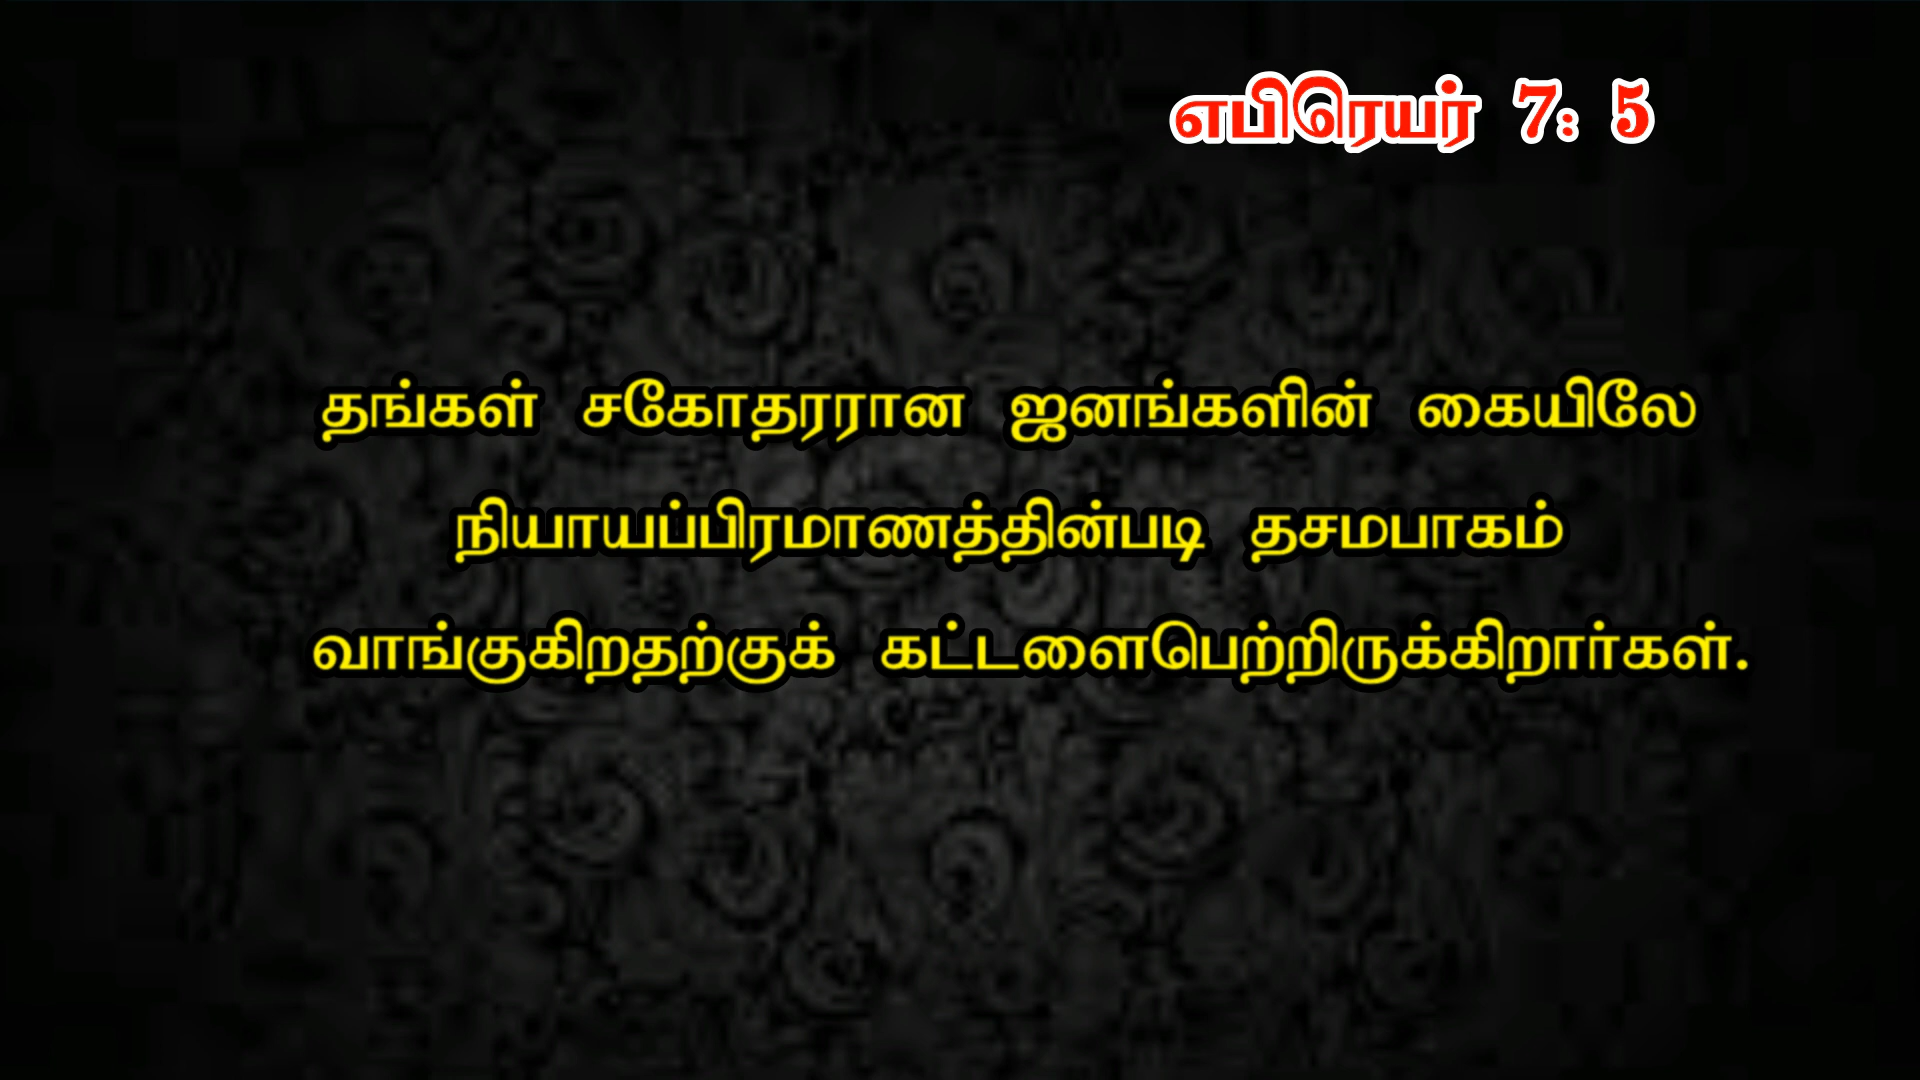 எபிரெயர் 7: 5
தங்கள் சகோதரரான ஜனங்களின் கையிலே
நியாயப்பிரமாணத்தின்படி தசமபாகம்
வாங்குகிறதற்குக் கட்டளைபெற்றிருக்கிறார்கள்.